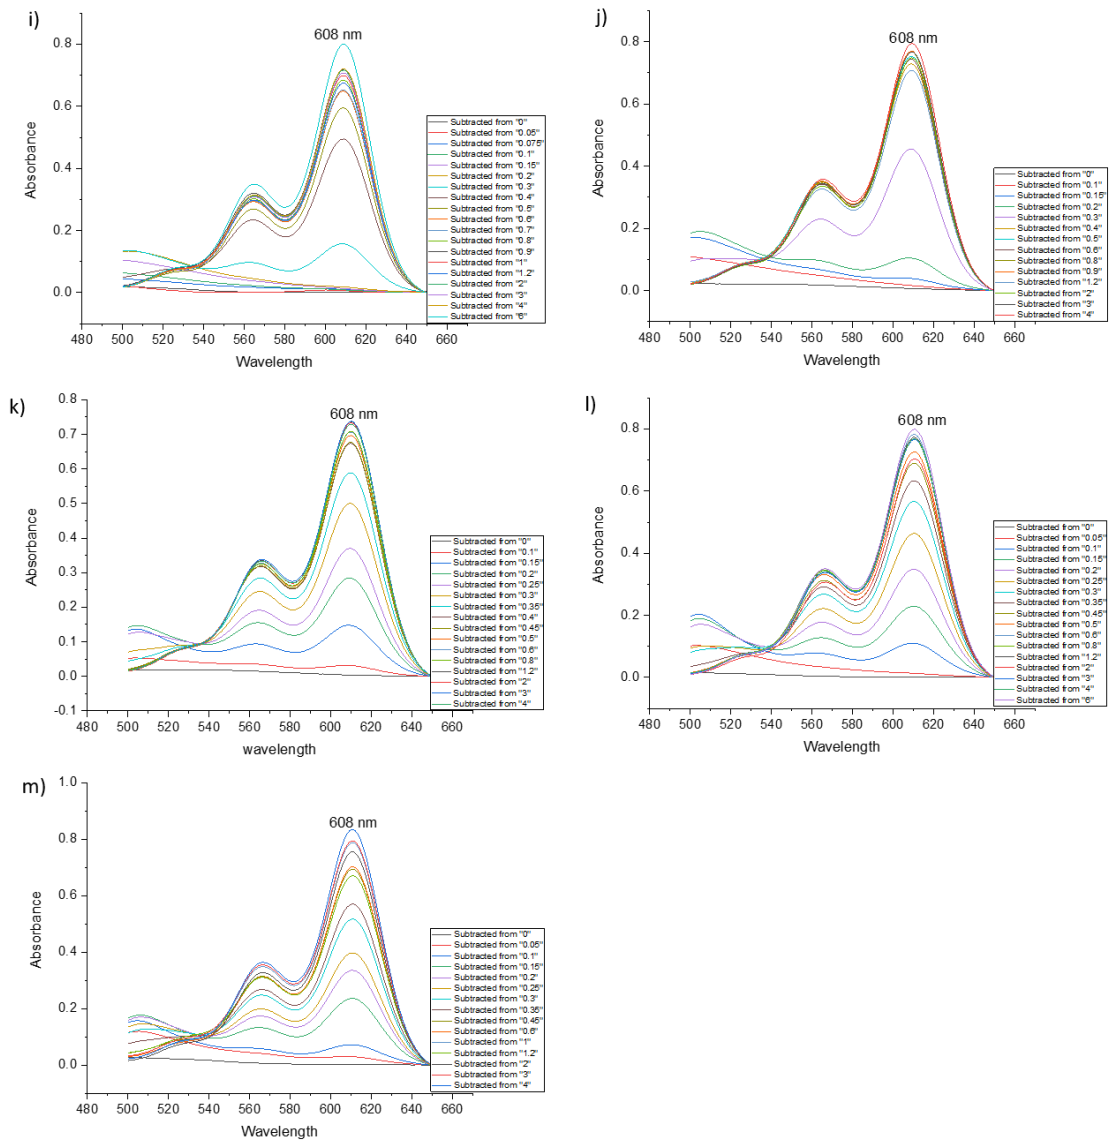 i)
608 nm
0.8
0.6
0.4
0.2
0.0
Absorbance
480 500 520 540 560 580 600 620 640 660
Wavelength
Subtracted from "0"
Subtracted from "0.05"
Subtracted from "0.075"
Subtracted from "0.1"
Subtracted from "0.15"
Subtracted from "0.2"
Subtracted from "0.3"
Subtracted from "0.4"
Subtracted from "0.5"
Subtracted from "0.6"
Subtracted from "0.7"
Subtracted from "0.8"
Subtracted from "0.9"
Subtracted from "1"
Subtracted from "1.2"
Subtracted from "2"
Subtracted from "3"
Subtracted from "4"
Subtracted from "6"
j)
608 nm
0.8
0.6
0.4
0.2
0.0
Absorbance
480 500 520 540 560 580 600 620 640 660
Wavelength
Subtracted from "0"
Subtracted from "0.1"
Subtracted from "0.15"
Subtracted from "0.2"
Subtracted from "0.3"
Subtracted from "0.4"
Subtracted from "0.5"
Subtracted from "0.6"
Subtracted from "0.8"
Subtracted from "0.9"
Subtracted from "1.2"
Subtracted from "2"
Subtracted from "3"
Subtracted from "4"
k)
608 nm
0.8
0.7
0.6
0.5
0.4
0.3
0.2
0.1
0.0
-0.1
Absorbance
480 500 520 540 560 580 600 620 640 660
wavelength
Subtracted from "0"
Subtracted from "0.1"
Subtracted from "0.15"
Subtracted from "0.2"
Subtracted from "0.25"
Subtracted from "0.3"
Subtracted from "0.35"
Subtracted from "0.4"
Subtracted from "0.45"
Subtracted from "0.5"
Subtracted from "0.6"
Subtracted from "0.8"
Subtracted from "1.2"
Subtracted from "2"
Subtracted from "3"
Subtracted from "4"
l)
608 nm
0.8
0.6
0.4
0.2
0.0
Absorbance
480 500 520 540 560 580 600 620 640 660
Wavelength
Subtracted from "0"
Subtracted from "0.05"
Subtracted from "0.1"
Subtracted from "0.15"
Subtracted from "0.2"
Subtracted from "0.25"
Subtracted from "0.3"
Subtracted from "0.35"
Subtracted from "0.45"
Subtracted from "0.5"
Subtracted from "0.6"
Subtracted from "0.8"
Subtracted from "1.2"
Subtracted from "2"
Subtracted from "3"
Subtracted from "4"
Subtracted from "6"
m)
608 nm
1.0
0.8
0.6
0.4
0.2
0.0
Absorbance
480 500 520 540 560 580 600 620 640 660
Wavelength
Subtracted from "0"
Subtracted from "0.05"
Subtracted from "0.1"
Subtracted from "0.15"
Subtracted from "0.2"
Subtracted from "0.25"
Subtracted from "0.3"
Subtracted from "0.35"
Subtracted from "0.45"
Subtracted from "0.6"
Subtracted from "1"
Subtracted from "1.2"
Subtracted from "2"
Subtracted from "3"
Subtracted from "4"